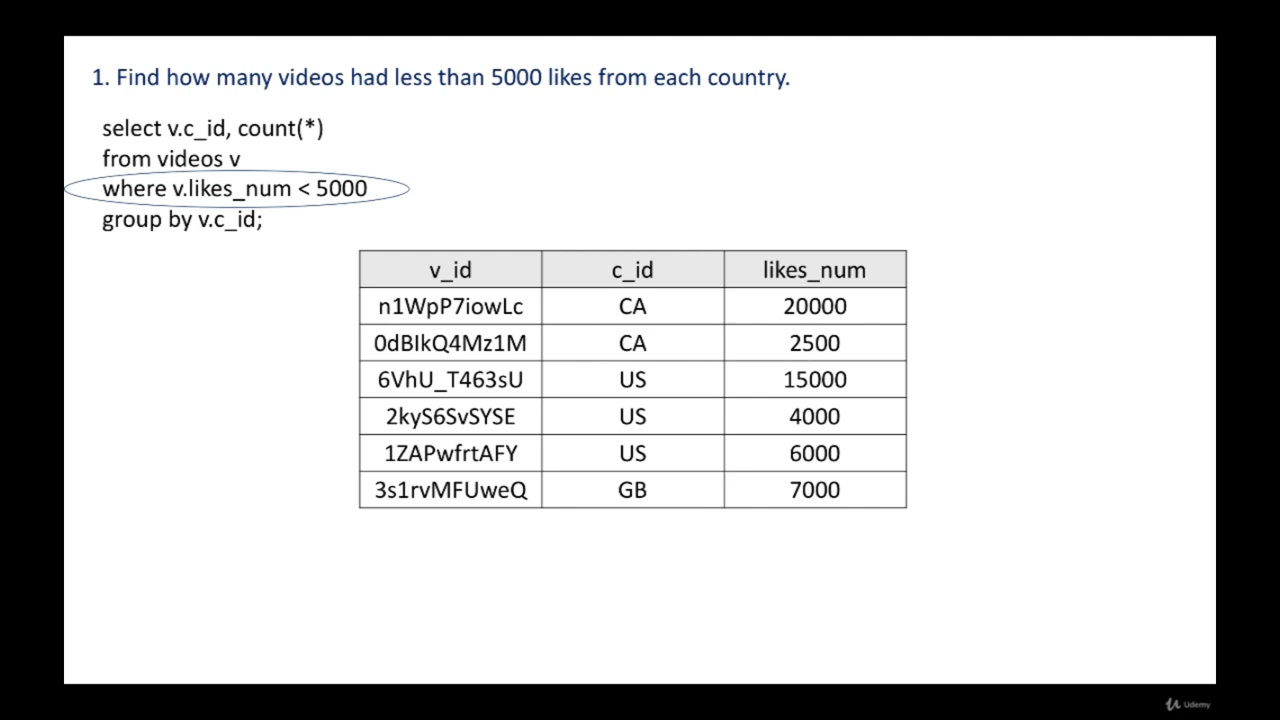 1. Find how many videos had less than 5000 likes from each country.
select v.c_id, count(*)
from videos v
where v.likes_num < 5000
group by v.c_id;
v_id c_id likes_num
n1WpP7iowLc CA 20000
0dBIkQ4Mz1M CA 2500
6VhU_T463sU US 15000
2kyS6SvSYSE US 4000
1ZAPwfrtAFY US 6000
3s1rvMFUweQ GB 7000
Udemy